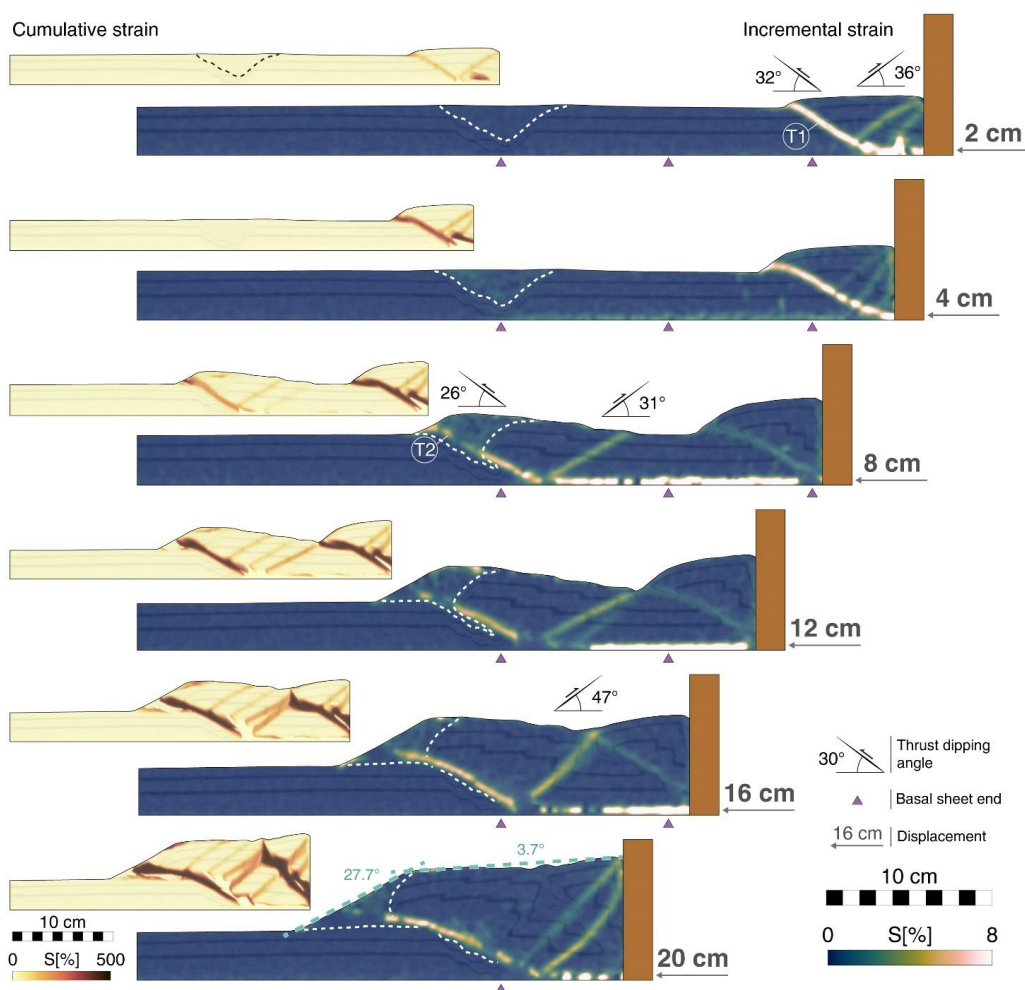 Cumulative strain
Incremental strain
32°
36°
T1
2 cm
4 cm
26°
31°
T2
8 cm
12 cm
47°
16 cm
30°
Thrust dipping
angle
Basal sheet end
16 cm
Displacement
27.7°
3.7°
10 cm
10 cm
0 S[%] 500
0 S[%] 8
20 cm